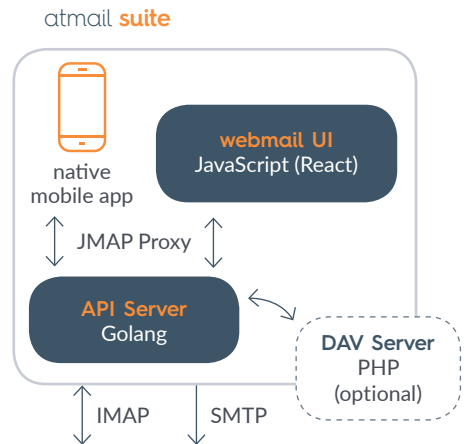 atmail suite
webmail UI
JavaScript (React)
native
mobile app
JMAP Proxy
API Server
Golang
DAV Server
PHP
(optional)
IMAP
SMTP